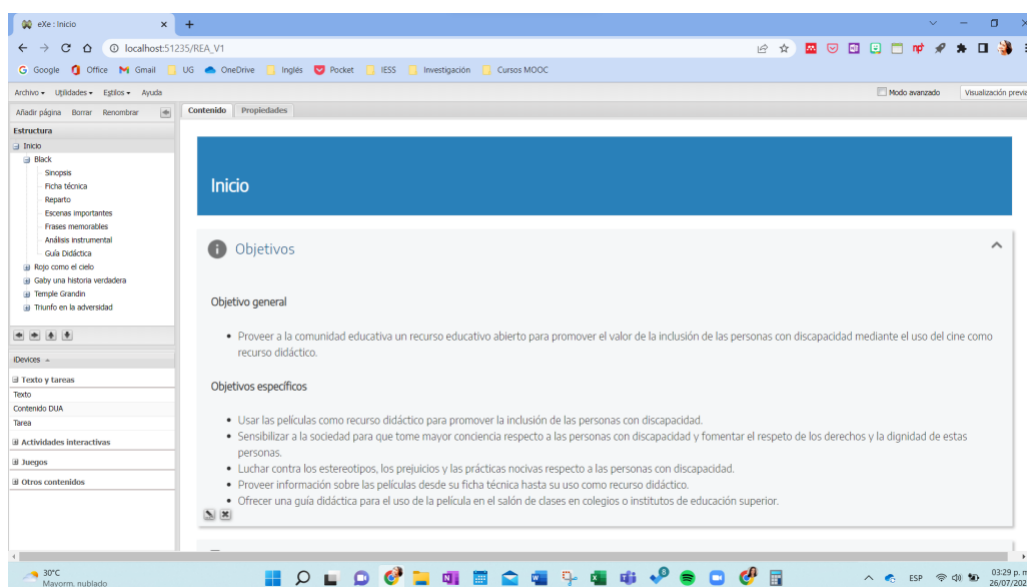 eXe : Inicio
localhost:51235/REA_V1
Google Office Gmail UG OneDrive Inglés Pocket IESS Investigación Cursos MOOC
Archivo Utilidades Estilos Ayuda
Modo avanzado
Visualización previa
Añadir página Borrar Renombrar
Contenido Propiedades
Estructura
Inicio
Black
Sinopsis
Ficha técnica
Reparto
Escenas importantes
Frases memorables
Análisis instrumental
Guía Didáctica
Rojo como el cielo
Gaby una historia verdadera
Temple Grandin
Triunfo en la adversidad
iDevices
Texto y tareas
Texto
Contenido DUA
Tarea
Actividades interactivas
Juegos
Otros contenidos
Inicio
Objetivos
Objetivo general
Proveer a la comunidad educativa un recurso educativo abierto para promover el valor de la inclusión de las personas con discapacidad mediante el uso del cine como
recurso didáctico.
Objetivos específicos
Usar las películas como recurso didáctico para promover la inclusión de las personas con discapacidad.
Sensibilizar a la sociedad para que tome mayor conciencia respecto a las personas con discapacidad y fomentar el respeto de los derechos y la dignidad de estas
personas.
Luchar contra los estereotipos, los prejuicios y las prácticas nocivas respecto a las personas con discapacidad.
Proveer información sobre las películas desde su ficha técnica hasta su uso como recurso didáctico.
Ofrecer una guía didáctica para el uso de la película en el salón de clases en colegios o institutos de educación superior.
30°C
Mayorm. nublado
ESP
03:29 p. m
26/07/202